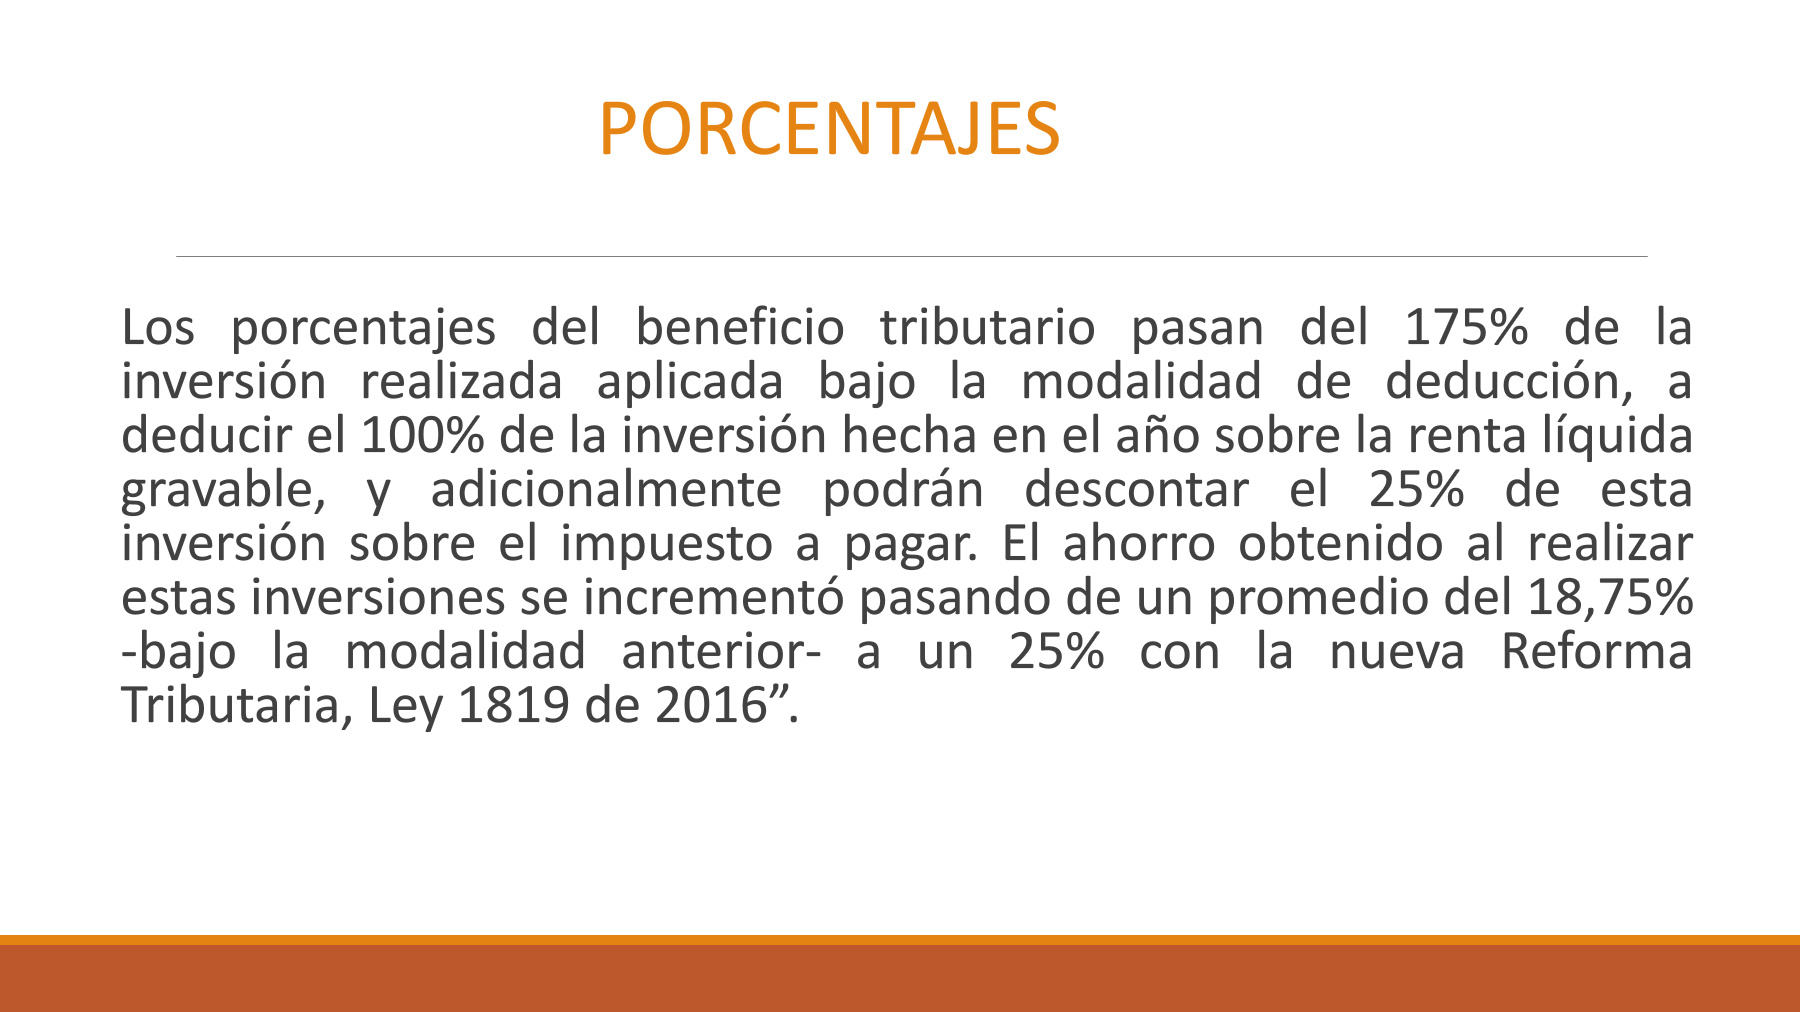 PORCENTAJES
Los porcentajes del beneficio tributario pasan del 175% de la
inversión realizada aplicada bajo la modalidad de deducción, a
deducir el 100% de la inversión hecha en el año sobre la renta líquida
gravable, y adicionalmente podrán descontar el 25% de esta
inversión sobre el impuesto a pagar. El ahorro obtenido al realizar
estas inversiones se incrementó pasando de un promedio del 18,75%
-bajo la modalidad anterior- a un 25% con la nueva Reforma
Tributaria, Ley 1819 de 2016”.